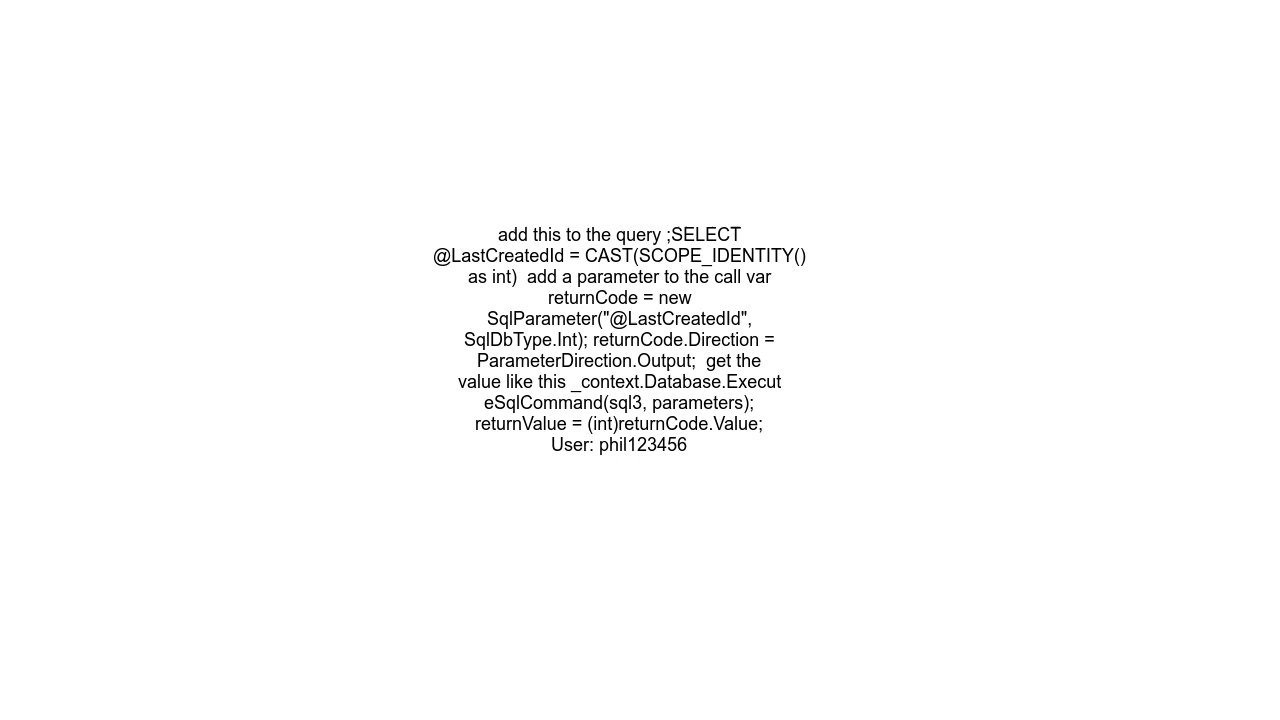 add this to the query ;SELECT
@LastCreatedId = CAST(SCOPE_IDENTITY()
as int)  add a parameter to the call var
returnCode = new
SqlParameter("@LastCreatedId",
SqlDbType.Int); returnCode.Direction =
ParameterDirection.Output;  get the
value like this _context.Database.Execut
eSqlCommand(sql3, parameters);
returnValue = (int)returnCode.Value;
User: phil123456